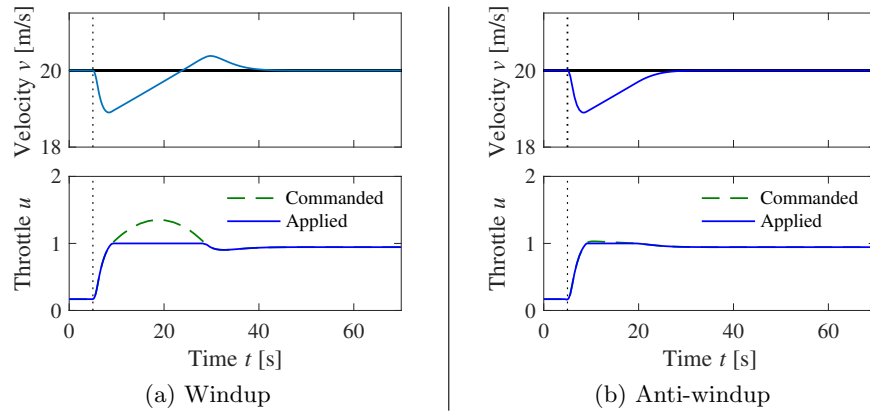 Velocity v [m/s]
20
18
Throttle u
2
1
0
Commanded
Applied
0 20 40 60
Time t [s]
(a) Windup
Velocity v [m/s]
20
18
Throttle u
2
1
0
Commanded
Applied
0 20 40 60
Time t [s]
(b) Anti-windup